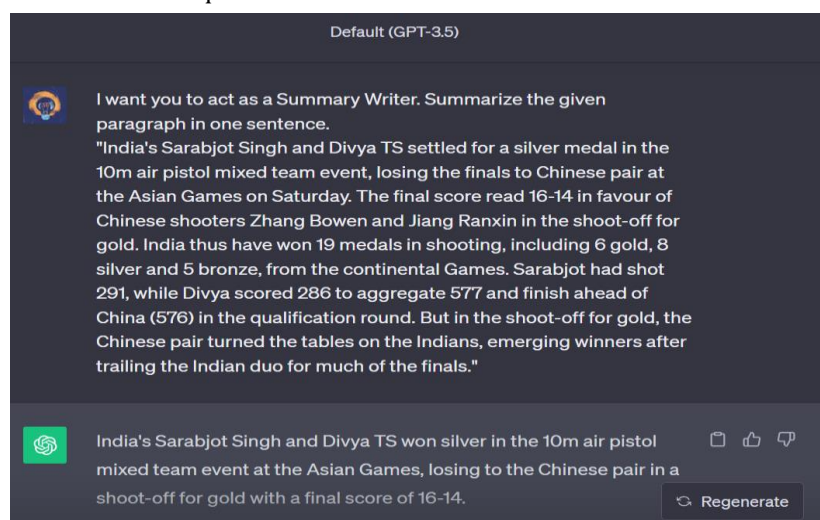 Default (GPT-3.5)
I want you to act as a Summary Writer. Summarize the given
paragraph in one sentence.
"India's Sarabjot Singh and Divya TS settled for a silver medal in the
10m air pistol mixed team event, losing the finals to Chinese pair at
the Asian Games on Saturday. The final score read 16-14 in favour of
Chinese shooters Zhang Bowen and Jiang Ranxin in the shoot-off for
gold. India thus have won 19 medals in shooting, including 6 gold, 8
silver and 5 bronze, from the continental Games. Sarabjot had shot
291, while Divya scored 286 to aggregate 577 and finish ahead of
China (576) in the qualification round. But in the shoot-off for gold, the
Chinese pair turned the tables on the Indians, emerging winners after
trailing the Indian duo for much of the finals."
India's Sarabjot Singh and Divya TS won silver in the 10m air pistol
mixed team event at the Asian Games, losing to the Chinese pair in a
shoot-off for gold with a final score of 16-14.
Regenerate